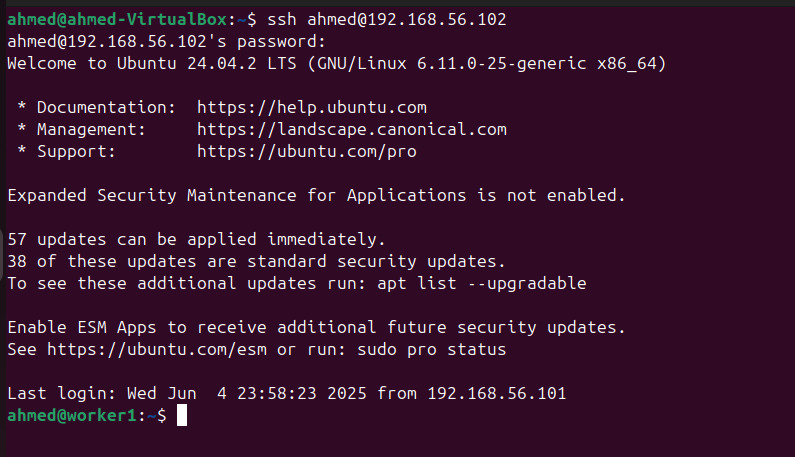 ahmed@ahmed-VirtualBox:~$ ssh ahmed@192.168.56.102
ahmed@192.168.56.102's password:
Welcome to Ubuntu 24.04.2 LTS (GNU/Linux 6.11.0-25-generic x86_64)
* Documentation:  https://help.ubuntu.com
* Management:     https://landscape.canonical.com
* Support:        https://ubuntu.com/pro
Expanded Security Maintenance for Applications is not enabled.
57 updates can be applied immediately.
38 of these updates are standard security updates.
To see these additional updates run: apt list --upgradable
Enable ESM Apps to receive additional future security updates.
See https://ubuntu.com/esm or run: sudo pro status
Last login: Wed Jun  4 23:58:23 2025 from 192.168.56.101
ahmed@worker1:~$